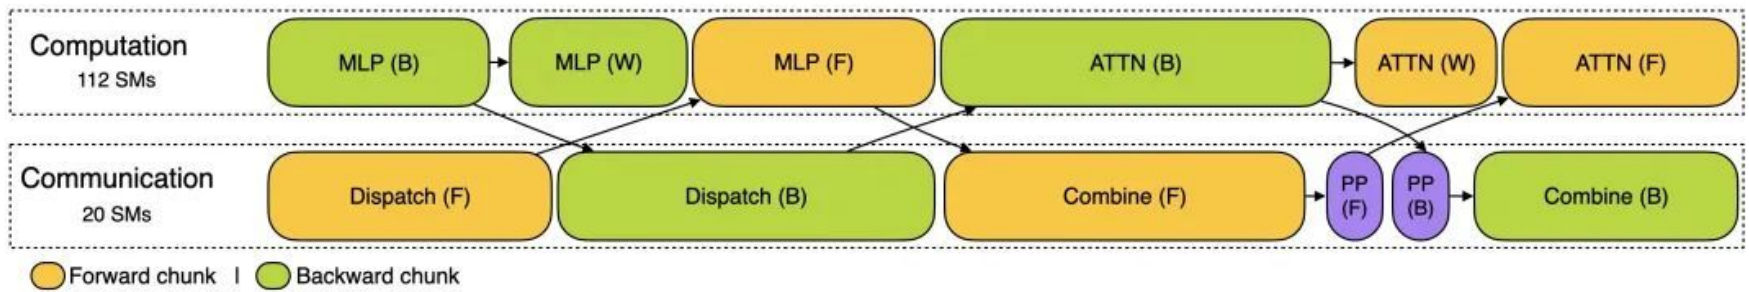 Computation
112 SMs
MLP (B)
MLP (W)
MLP (F)
ATTN (B)
ATTN (W)
ATTN (F)
Communication
20 SMs
Dispatch (F)
Dispatch (B)
Combine (F)
PP
(F)
PP
(B)
Combine (B)
Forward chunk | Backward chunk